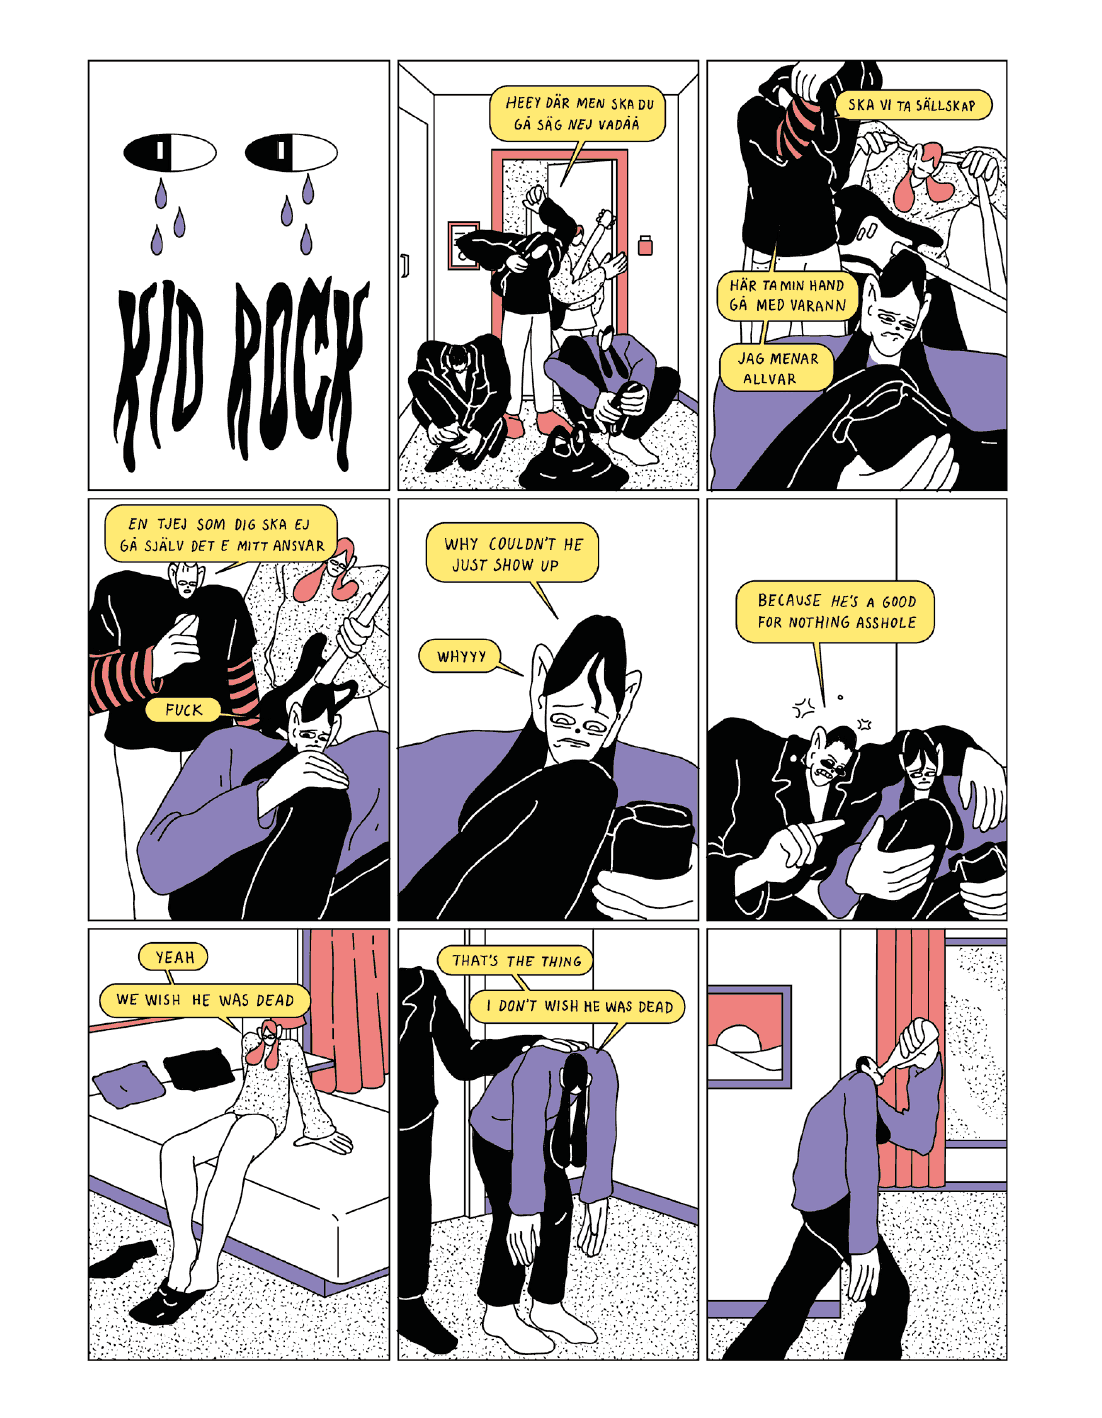 KID ROCK
HEEY DÄR MEN SKA DU
GÅ SÄG NEJ VADÅÅ
SKA VI TA SÄLLSKAP
HÄR TA MIN HAND
GÅ MED VARANN
JAG MENAR
ALLVAR
EN TJEJ SOM DIG SKA EJ
GÅ SJÄLV DET E MITT ANSVAR
FUCK
WHY COULDN'T HE
JUST SHOW UP
WHYYY
BECAUSE HE'S A GOOD
FOR NOTHING ASSHOLE
YEAH
WE WISH HE WAS DEAD
THAT'S THE THING
I DON'T WISH HE WAS DEAD